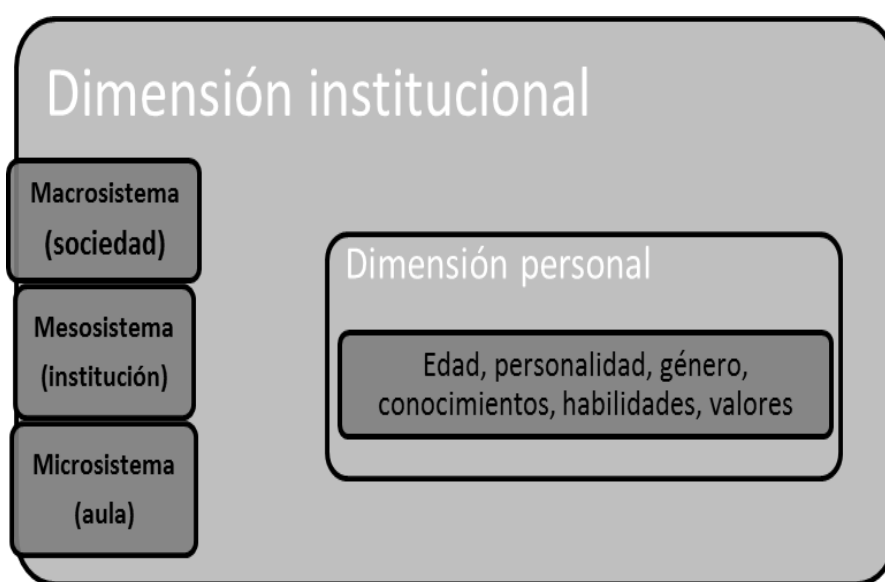 Dimensión institucional
Macrosistema
(sociedad)
Mesosistema
(institución)
Microsistema
(aula)
Dimensión personal
Edad, personalidad, género,
conocimientos, habilidades, valores